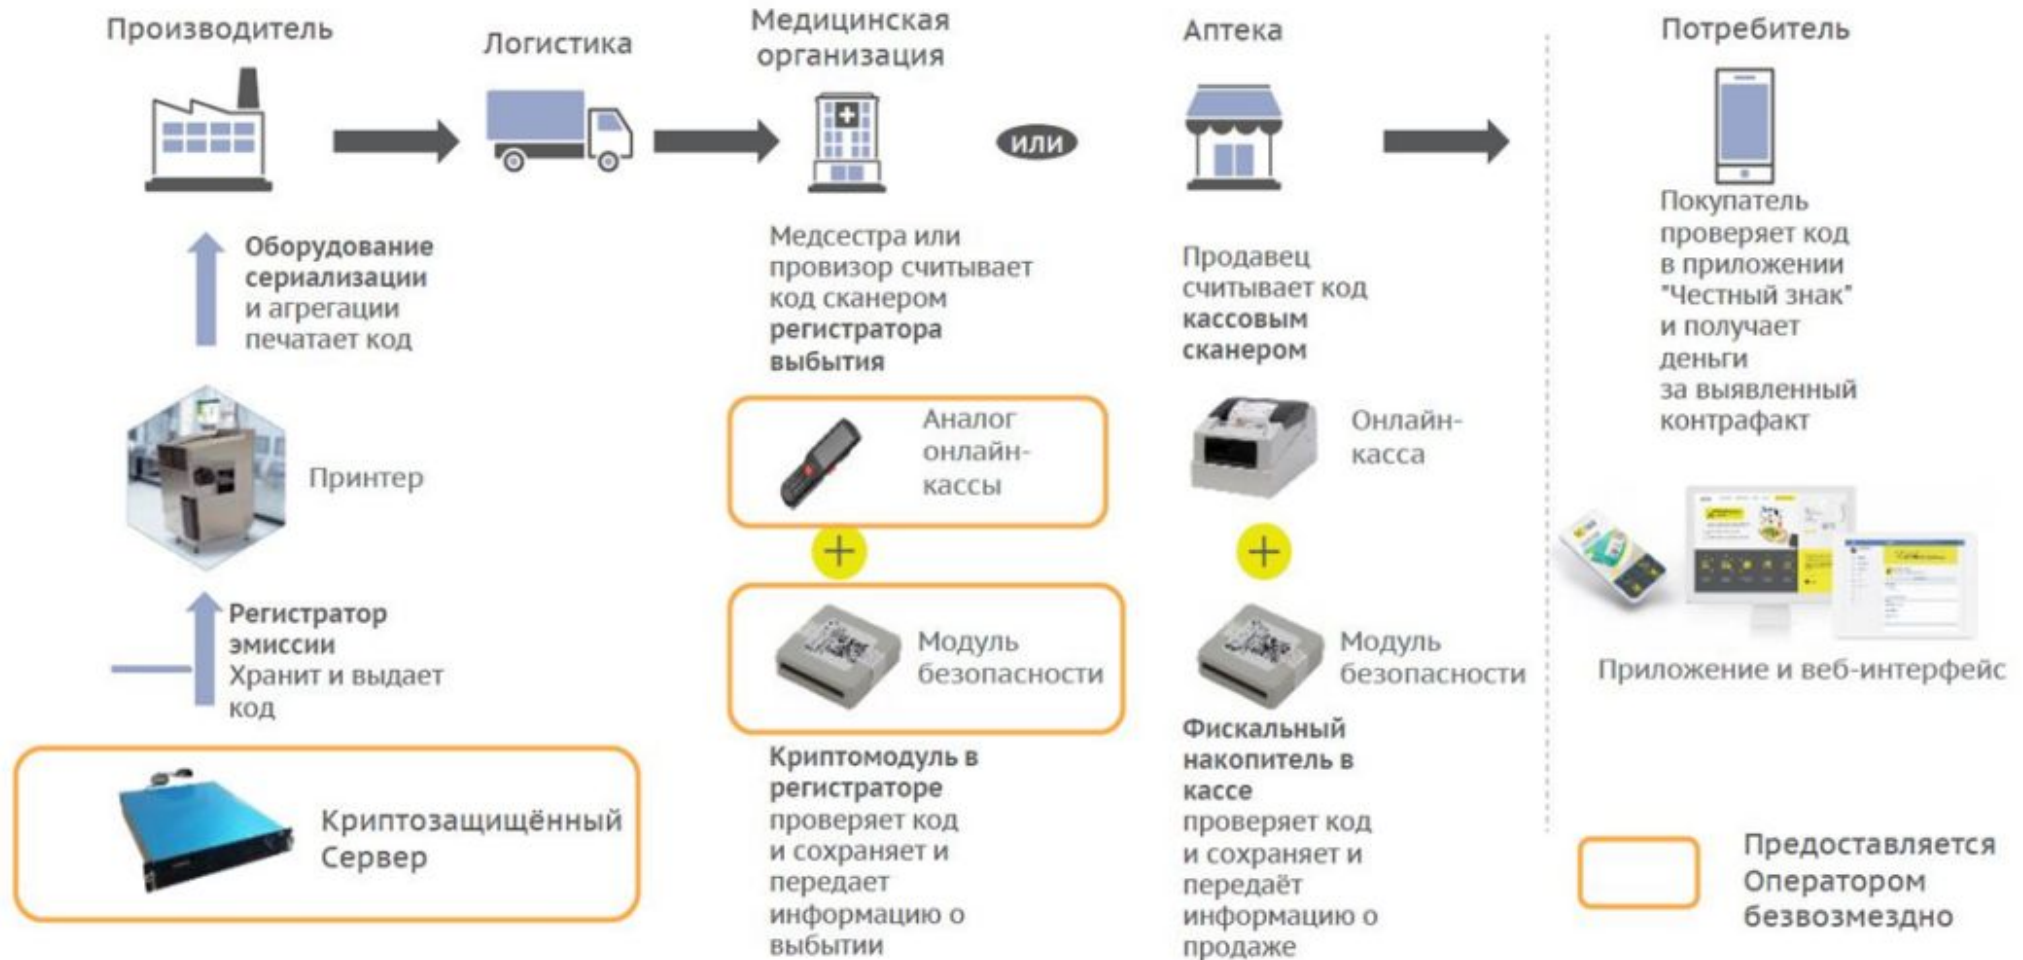 Производитель
Логистика
Медицинская
организация
или
Аптека
Потребитель
Оборудование
сериализации
и агрегации
печатает код
Принтер
Регистратор
эмиссии
Хранит и выдает
код
Криптозащищённый
Сервер
Медсестра или
провизор считывает
код сканером
регистратора
выбытия
Аналог
онлайн-
кассы
+
Модуль
безопасности
Криптомодуль в
регистраторе
проверяет код
и сохраняет и
передает
информацию о
выбытии
Продавец
считывает код
кассовым
сканером
Онлайн-
касса
+
Модуль
безопасности
Фискальный
накопитель в
кассе
проверяет код
и сохраняет и
передаёт
информацию о
продаже
Покупатель
проверяет код
в приложении
"Честный знак"
и получает
деньги
за выявленный
контрафакт
Приложение и веб-интерфейс
Предоставляется
Оператором
безвозмездно